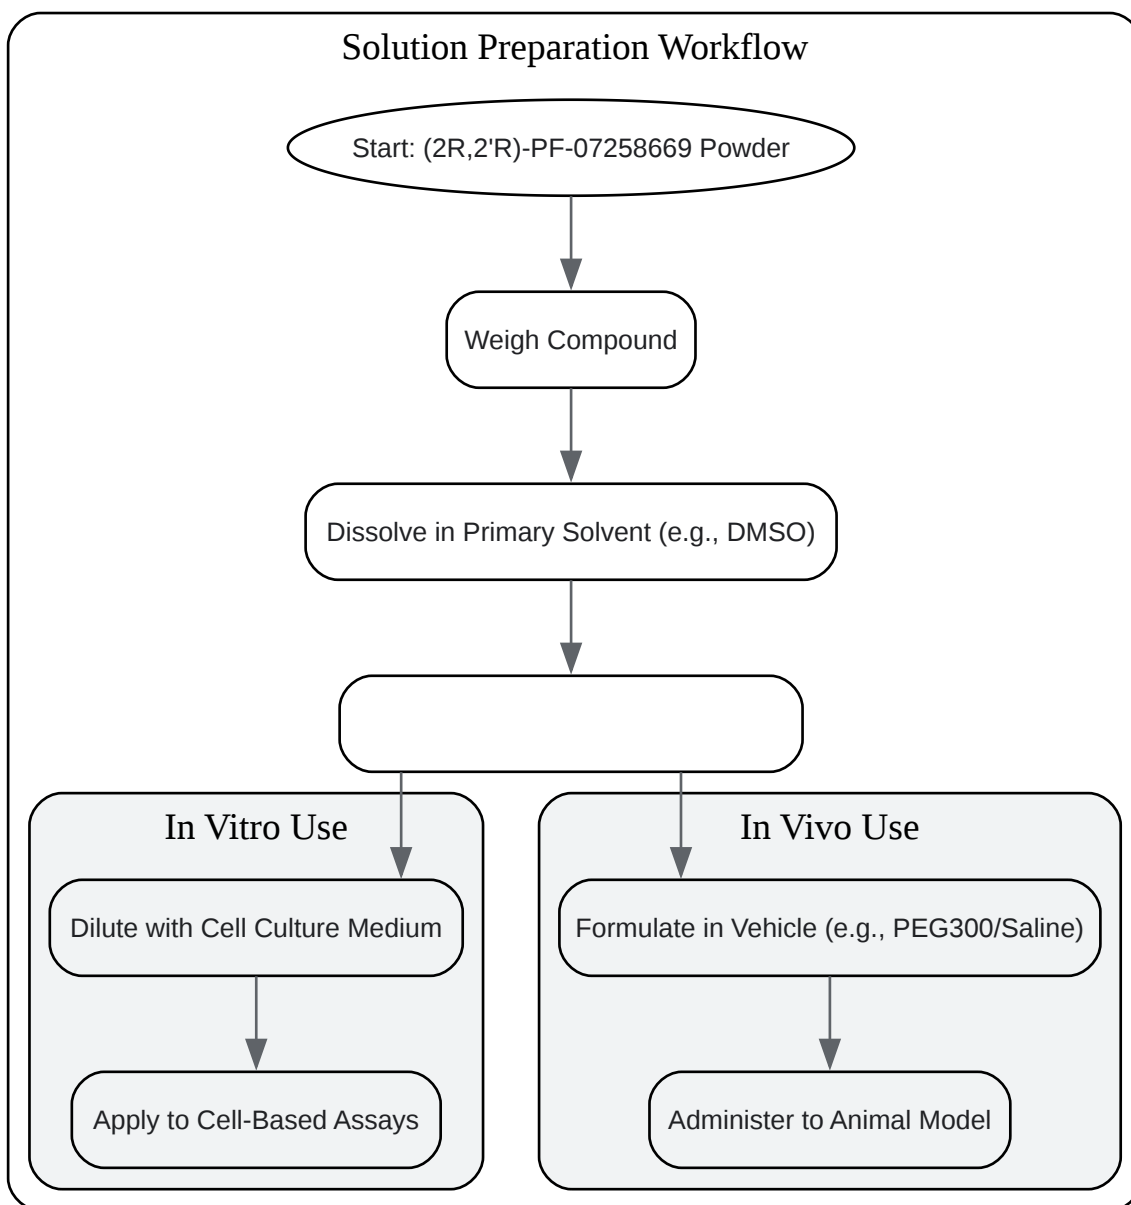 Solution Preparation Workflow
Start: (2R,2'R)-PF-07258669 Powder
Weigh Compound
Dissolve in Primary Solvent (e.g., DMSO)
In Vitro Use
Dilute with Cell Culture Medium
Apply to Cell-Based Assays
In Vivo Use
Formulate in Vehicle (e.g., PEG300/Saline)
Administer to Animal Model